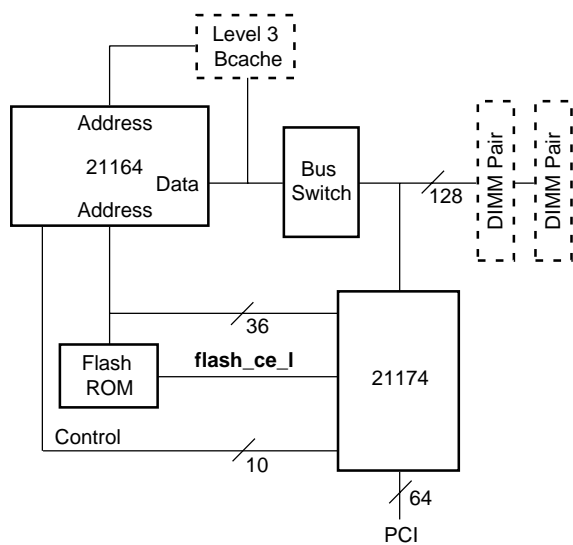 Level 3
Bcache
Address
21164
Data
Address
Bus
Switch
128
DIMM Pair
DIMM Pair
36
Flash
ROM
flash_ce_l
21174
Control
10
64
PCI